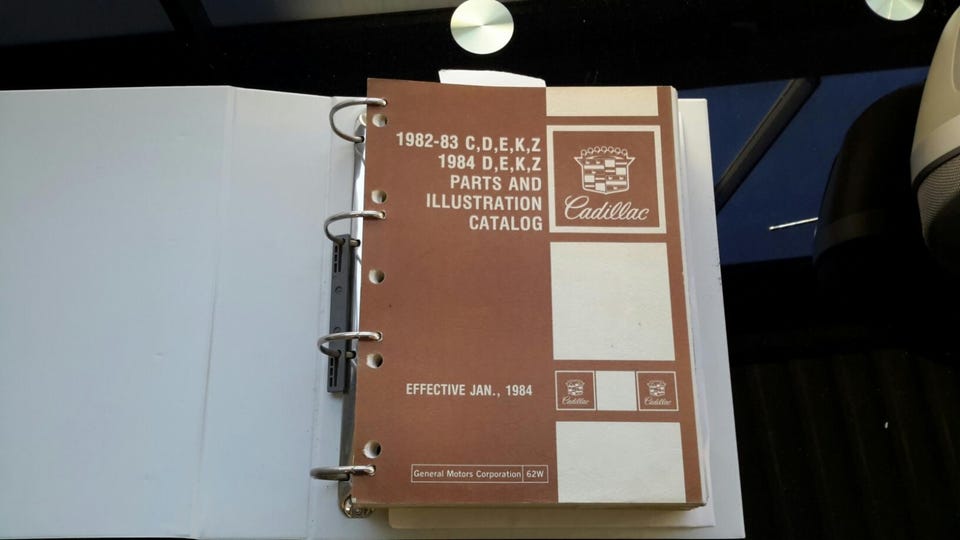 1982-83 C,D,E,K,Z
1984 D,E,K,Z
PARTS AND
ILLUSTRATION
CATALOG
Cadillac
EFFECTIVE JAN., 1984
Cadillac
Cadillac
General Motors Corporation 62W